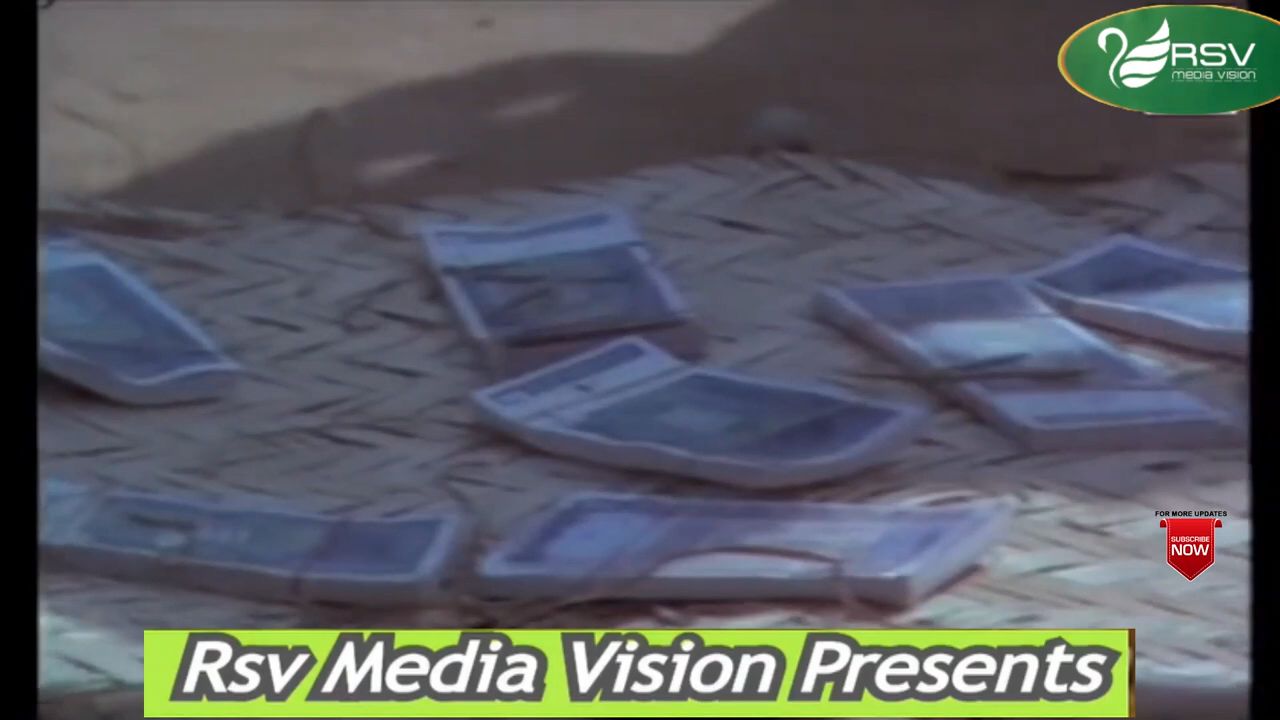 RSV
MEDIA VISION
FOR MORE UPDATES
SUBSCRIBE
NOW
Rsv Media Vision Presents